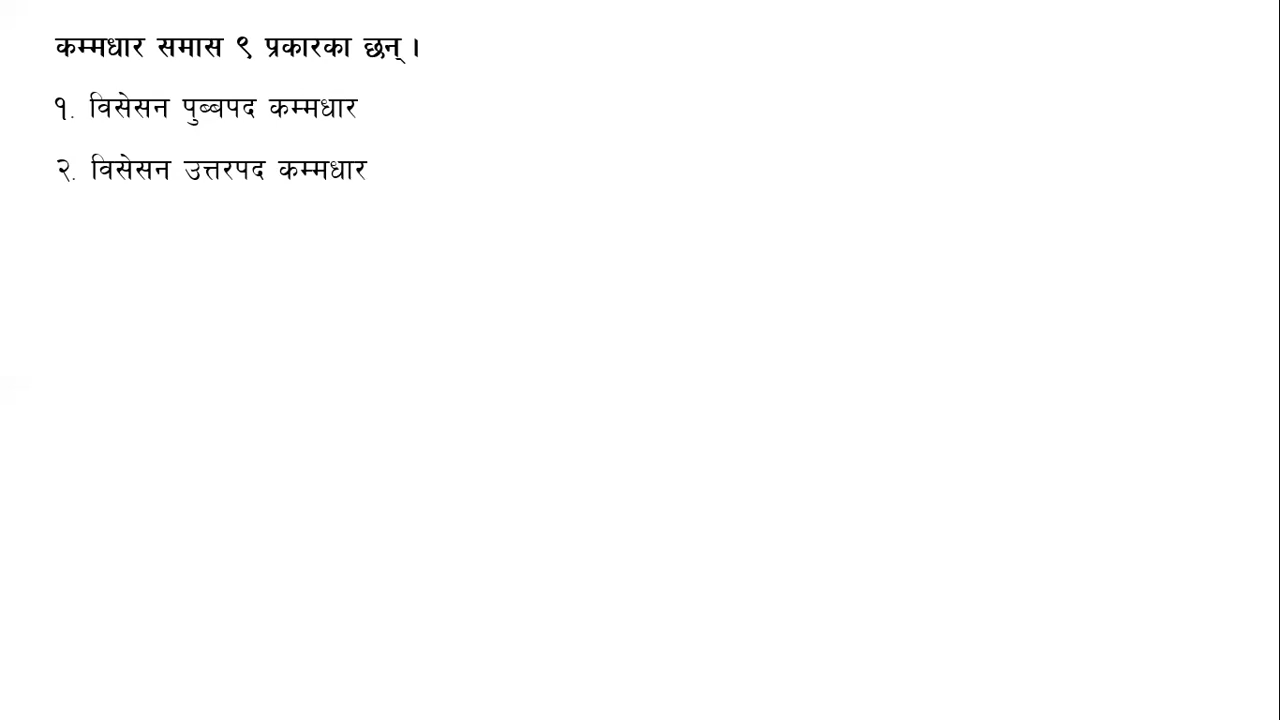 कम्मधार समास ९ प्रकारका छन् ।
१. विसेसन पुब्बपद कम्मधार
२. विसेसन उत्तरपद कम्मधार